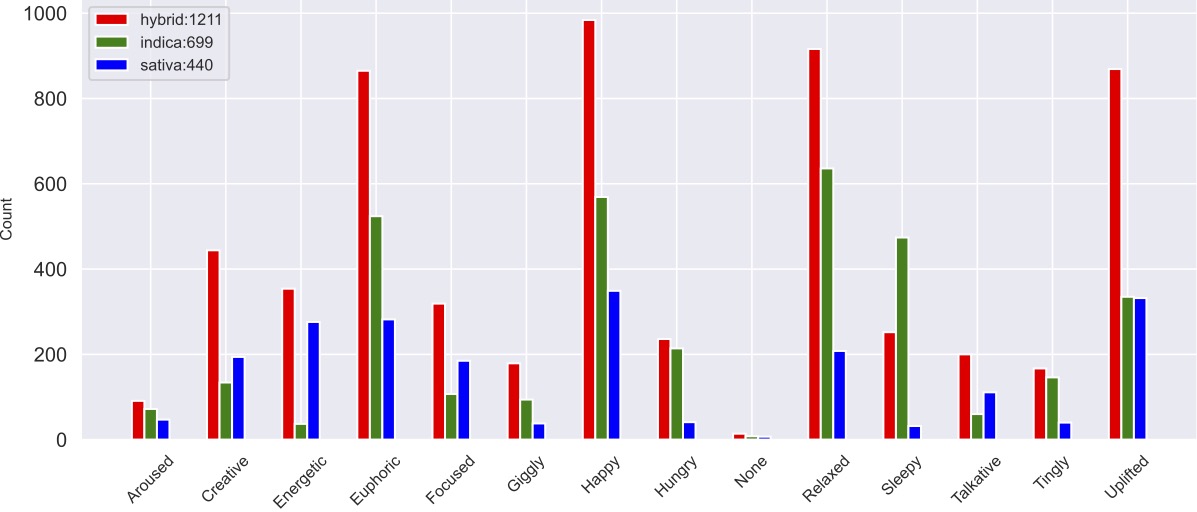 1000
800
600
400
200
0
Count
hybrid:1211
indica:699
sativa:440
Aroused
Creative
Energetic
Euphoric
Focused
Giggly
Happy
Hungry
None
Relaxed
Sleepy
Talkative
Tingly
Uplifted